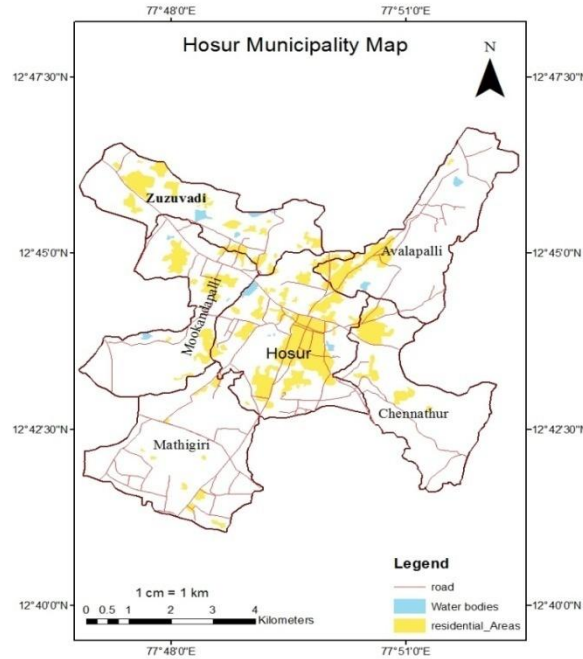 77°48'0"E
77°51'0"E
Hosur Municipality Map
N
12°47'30"N
12°47'30"N
Zuzuvadi
12°45'0"N
Avalapalli
12°45'0"N
Mookandapalli
Hosur
Chennathur
12°42'30"N
12°42'30"N
Mathigiri
Legend
road
1 cm = 1 km
Water bodies
12°40'0"N
0 0.5 1 2 3 4
Kilometers
residential_Areas
12°40'0"N
77°48'0"E
77°51'0"E